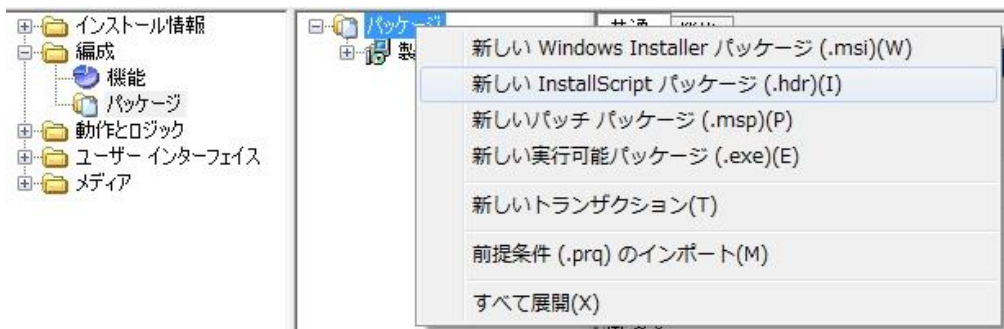 インストール情報
編成
機能
パッケージ
動作とロジック
ユーザー インターフェイス
メディア
パッケージ
製
新しい Windows Installer パッケージ (.msi)(W)
新しい InstallScript パッケージ (.hdr)(I)
新しいパッチ パッケージ (.msp)(P)
新しい実行可能パッケージ (.exe)(E)
新しいトランザクション(T)
前提条件 (.prq) のインポート(M)
すべて展開(X)